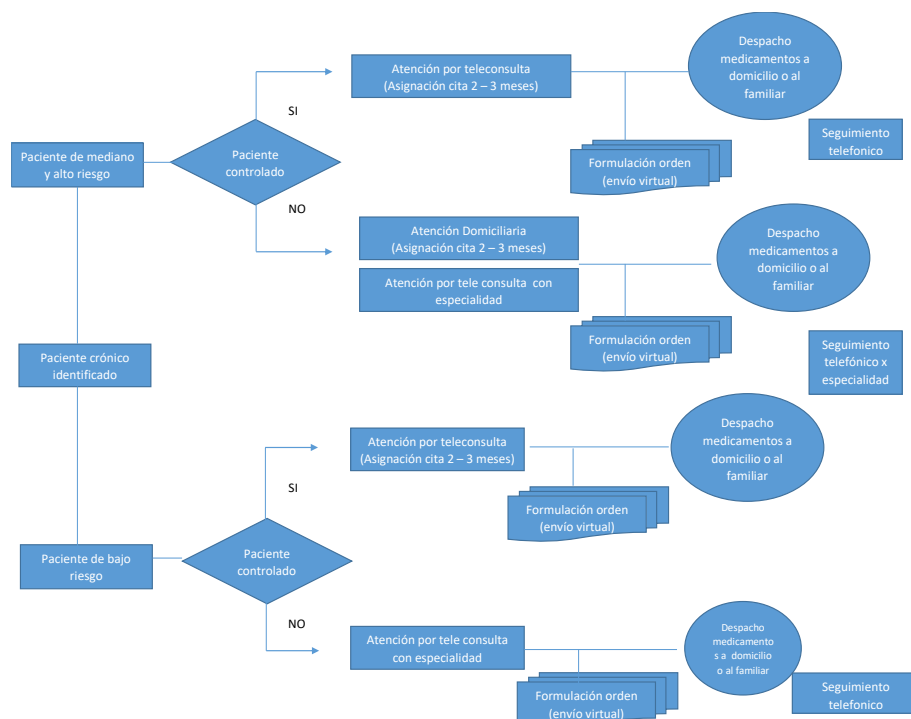 Atención por teleconsulta
(Asignación cita 2 – 3 meses)
Despacho
medicamentos a
domicilio o al
familiar
SI
Seguimiento
telefonico
Paciente de mediano
y alto riesgo
Paciente
controlado
Formulación orden
(envío virtual)
NO
Atención Domiciliaria
(Asignación cita 2 – 3 meses)
Atención por tele consulta con
especialidad
Despacho
medicamentos a
domicilio o al
familiar
Formulación orden
(envío virtual)
Seguimiento
telefónico x
especialidad
Paciente crónico
identificado
Atención por teleconsulta
(Asignación cita 2 – 3 meses)
Despacho
medicamentos a
domicilio o al
familiar
SI
Formulación orden
(envío virtual)
Paciente de bajo
riesgo
Paciente
controlado
NO
Atención por tele consulta
con especialidad
Despacho
medicamento
s a domicilio
o al familiar
Formulación orden
(envío virtual)
Seguimiento
telefonico